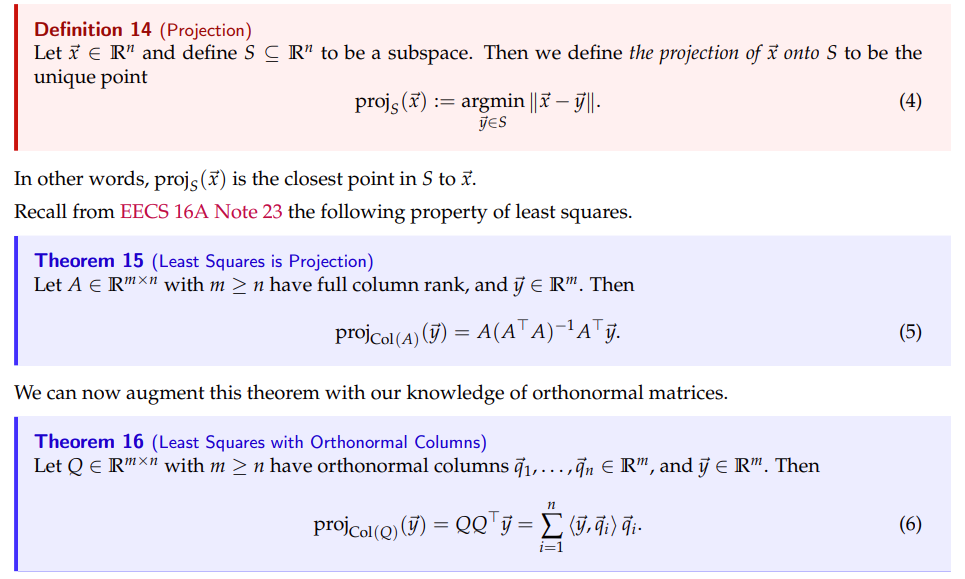 Definition 14 (Projection)
Let $\vec{x} \in \mathbb{R}^n$ and define $S \subseteq \mathbb{R}^n$ to be a subspace. Then we define the projection of $\vec{x}$ onto $S$ to be the
unique point
$\text{proj}_S(\vec{x}) := \underset{\vec{y} \in S}{\text{argmin}} \|\vec{x} - \vec{y}\|.$ (4)
In other words, $\text{proj}_S(\vec{x})$ is the closest point in $S$ to $\vec{x}$.
Recall from EECS 16A Note 23 the following property of least squares.
Theorem 15 (Least Squares is Projection)
Let $A \in \mathbb{R}^{m \times n}$ with $m \geq n$ have full column rank, and $\vec{y} \in \mathbb{R}^m$. Then
$\text{proj}_{\text{Col}(A)}(\vec{y}) = A(A^\top A)^{-1} A^\top \vec{y}.$ (5)
We can now augment this theorem with our knowledge of orthonormal matrices.
Theorem 16 (Least Squares with Orthonormal Columns)
Let $Q \in \mathbb{R}^{m \times n}$ with $m \geq n$ have orthonormal columns $\vec{q}_1, \ldots, \vec{q}_n \in \mathbb{R}^m$, and $\vec{y} \in \mathbb{R}^m$. Then
$\text{proj}_{\text{Col}(Q)}(\vec{y}) = QQ^\top \vec{y} = \sum_{i=1}^{n} \langle \vec{y}, \vec{q}_i \rangle \vec{q}_i.$ (6)